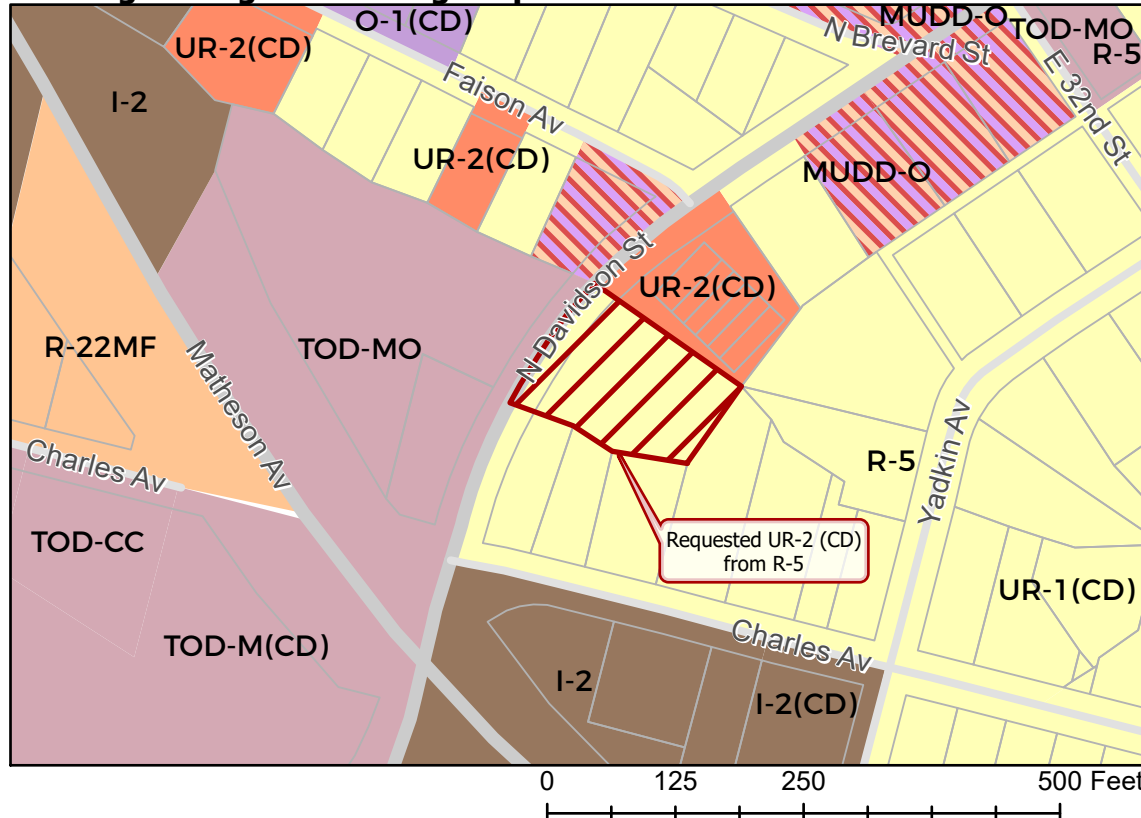 O-1(CD)
MUDD-O
TOD-MO
R-5
UR-2(CD)
N Brevard St
I-2
Faison Av
E 32nd St
UR-2(CD)
MUDD-O
N Davidson St
UR-2(CD)
R-22MF
TOD-MO
Matheson Av
Charles Av
R-5
Yadkin Av
TOD-CC
Requested UR-2 (CD)
from R-5
UR-1(CD)
TOD-M(CD)
Charles Av
I-2
I-2(CD)
0 125 250 500 Feet